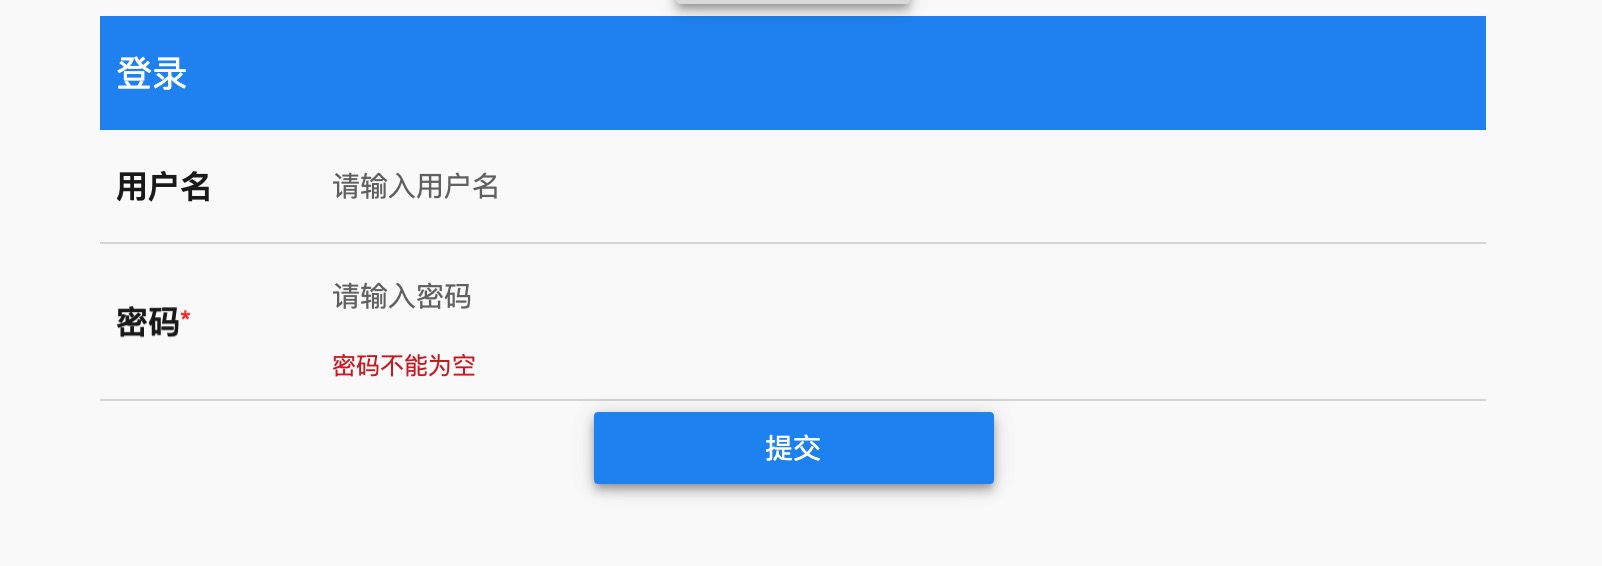 登录
用户名 请输入用户名
密码* 请输入密码
密码不能为空
提交